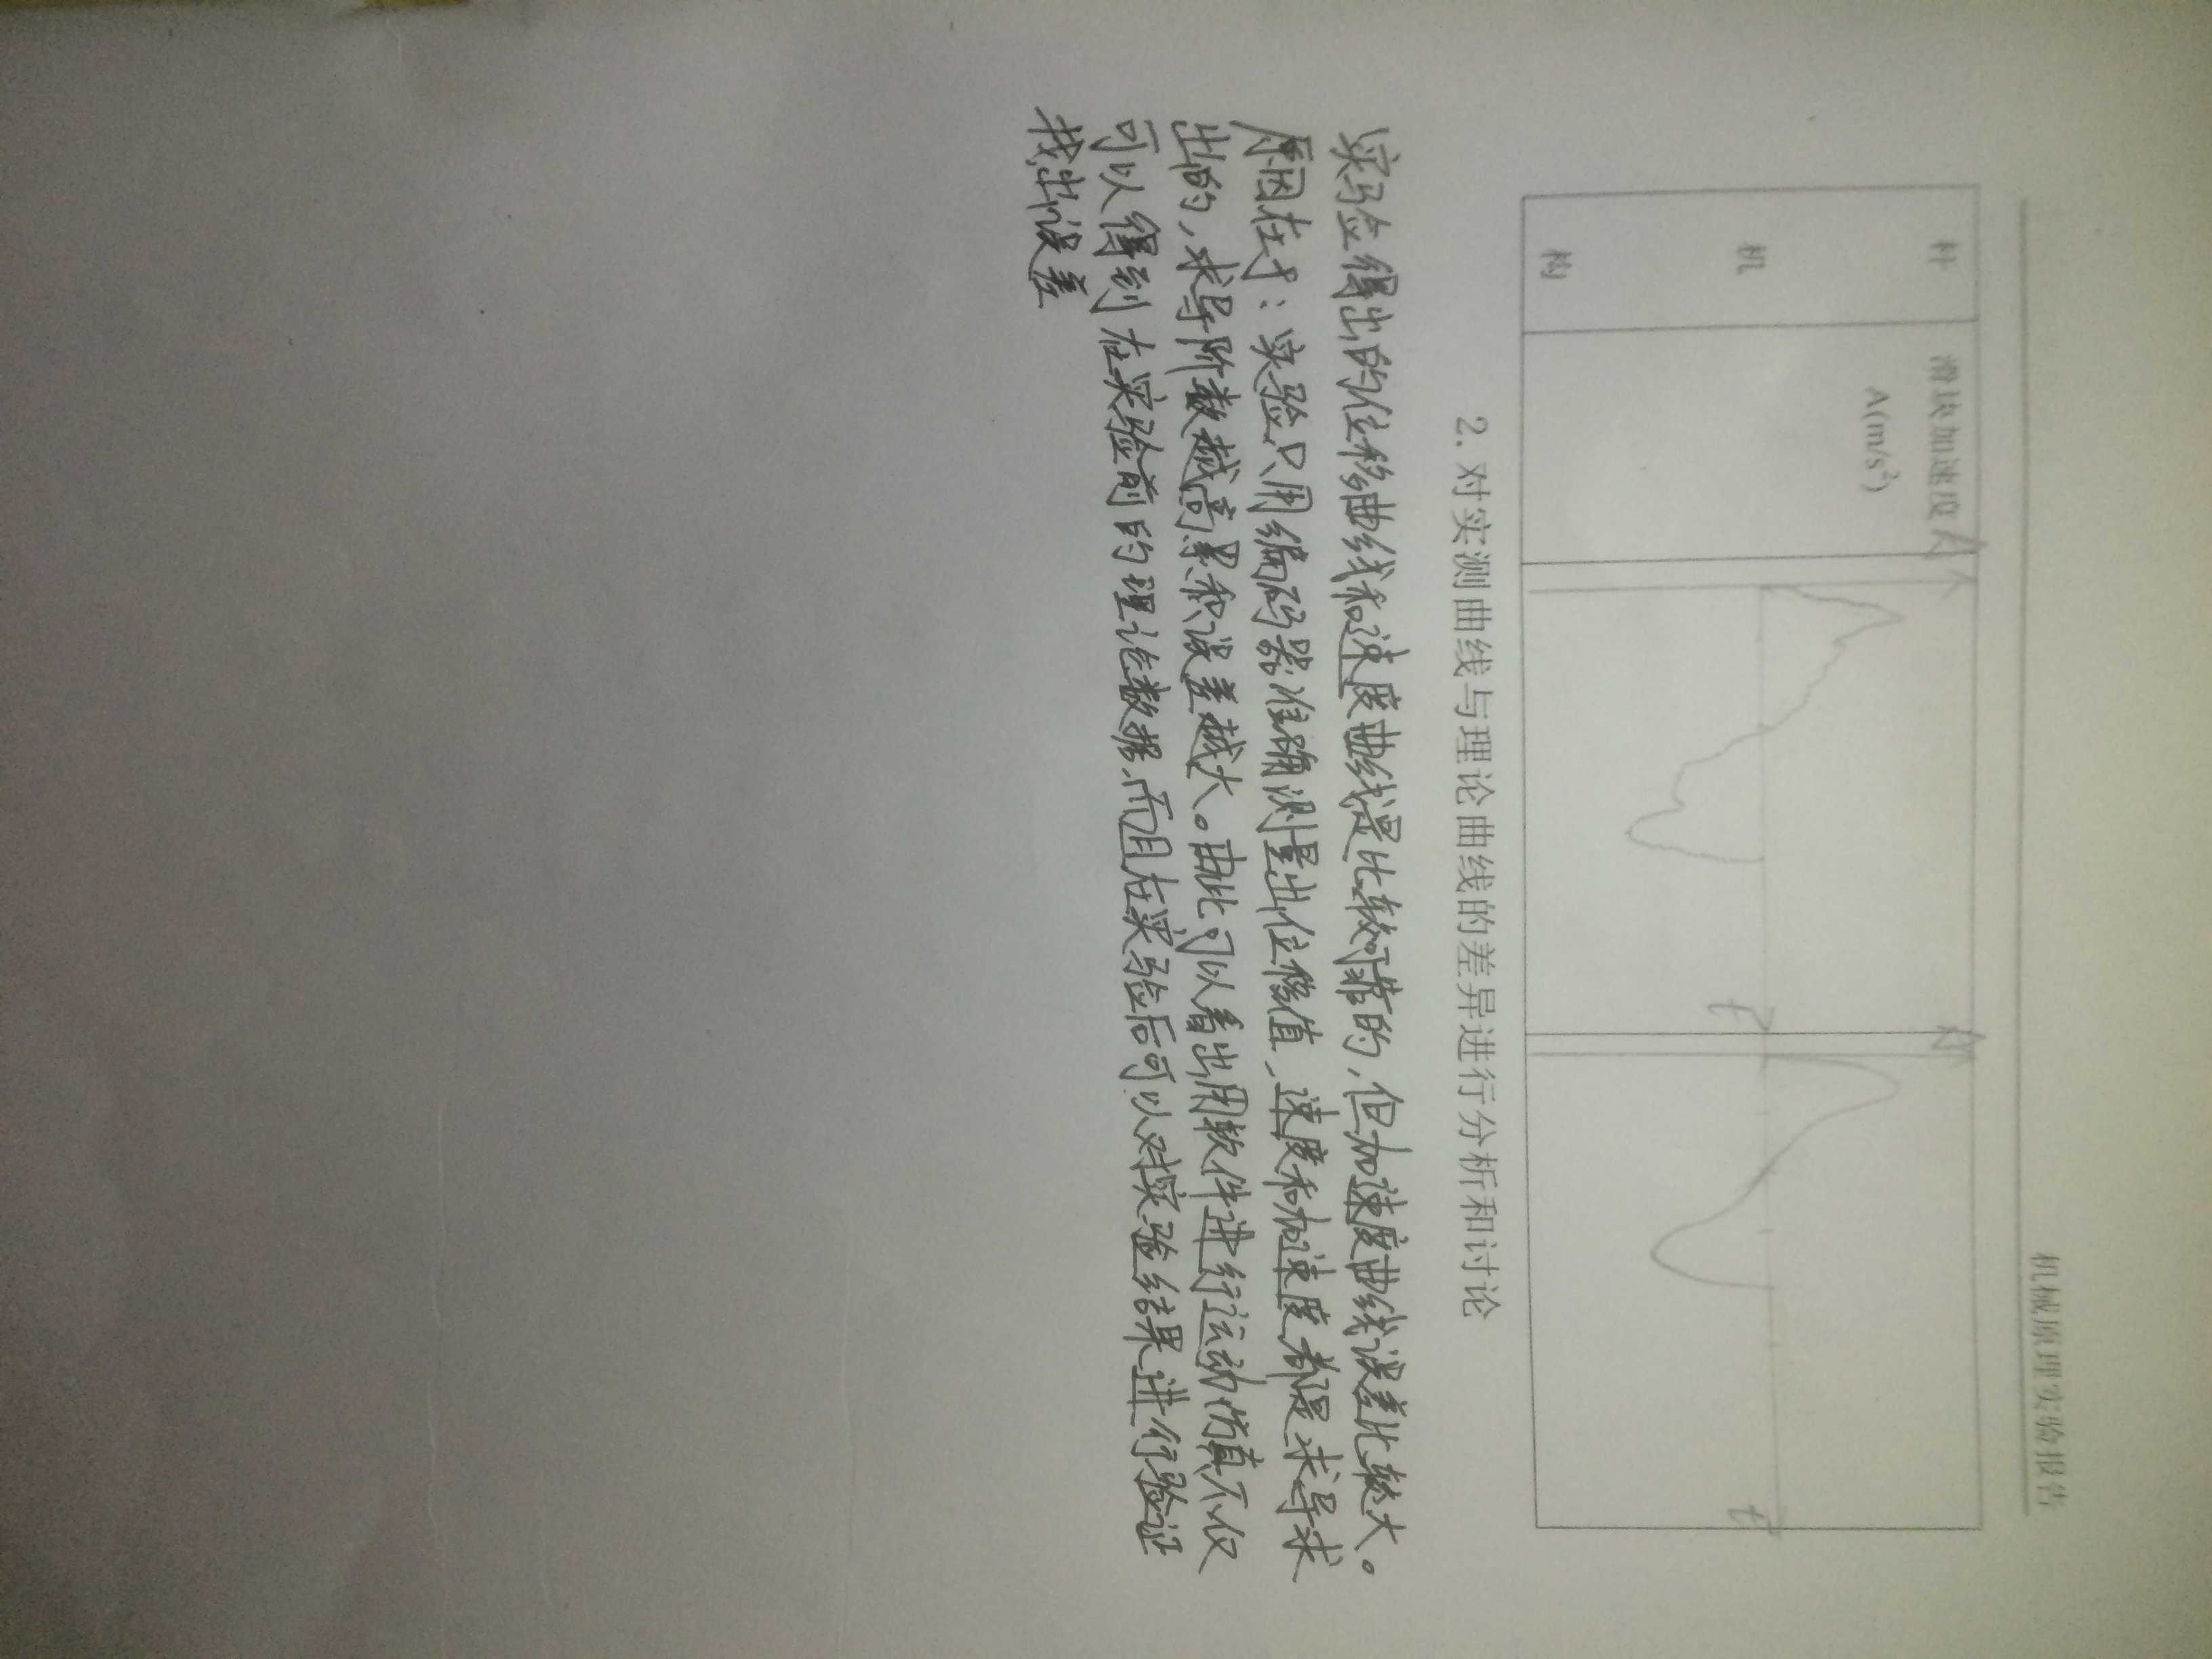 机械原理实验报告
杆
机
构
滑块加速度
A(m/s²)
t
t
2. 对实测曲线与理论曲线的差异进行分析和讨论
实验得出的位移曲线和速度曲线是比较可靠的,但加速度曲线误差比较大。
原因在于:实验只用编码器准确测量出位移值、速度和加速度都是求导求
出的,求导阶数越高累积误差越大。由此可以看出用软件进行运动仿真不仅
可以得到在实验前的理论数据,而且在实验后可以对实验结果进行验证
找出误差